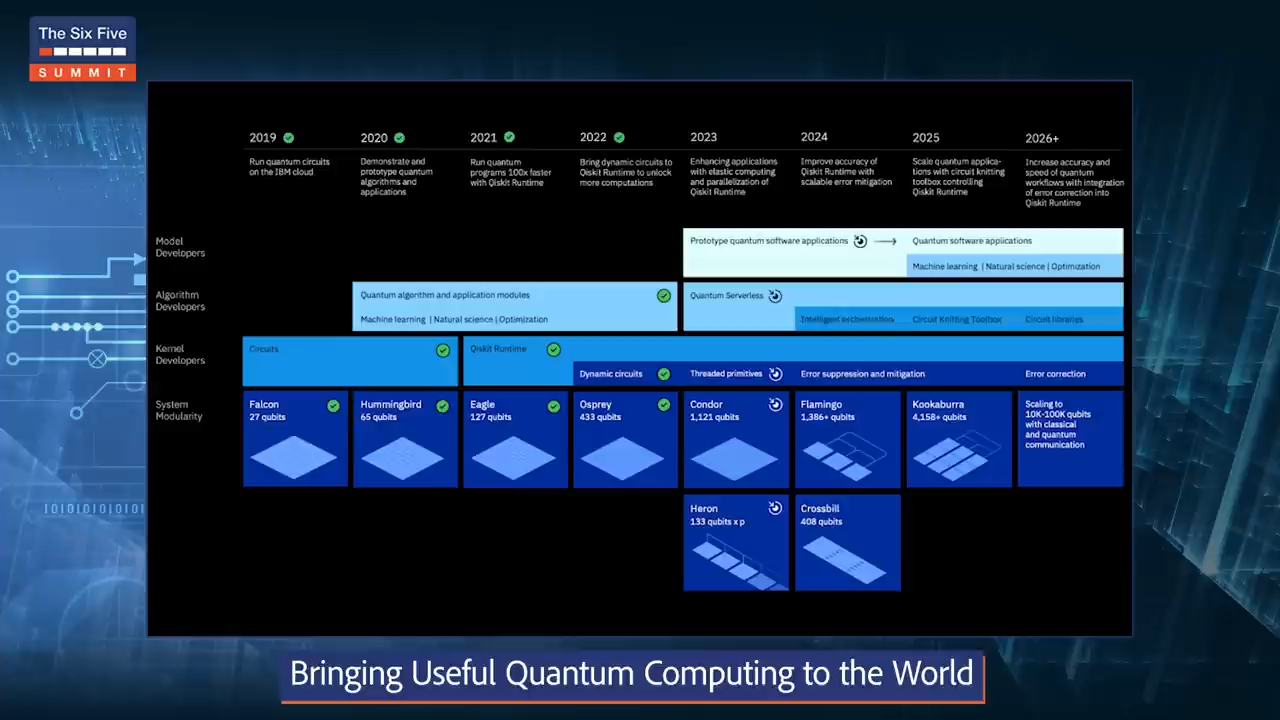 The Six Five
SUMMIT
2019
2020
2021
2022
2023
2024
2025
2026+
Run quantum circuits
on the IBM cloud
Demonstrate and
prototype quantum
algorithms and
applications
Run quantum
programs 100x faster
with Qiskit Runtime
Bring dynamic circuits to
Qiskit Runtime to unlock
more computations
Enhancing applications
with elastic computing
and parallelization of
Qiskit Runtime
Improve accuracy of
Qiskit Runtime with
scalable error mitigation
Scale quantum applica-
tions with circuit knitting
toolbox controlling
Qiskit Runtime
Increase accuracy and
speed of quantum
workflows with integration
of error correction into
Qiskit Runtime
Model
Developers
Prototype quantum software applications
Quantum software applications
Machine learning | Natural science | Optimization
Algorithm
Developers
Quantum algorithm and application modules
Machine learning | Natural science | Optimization
Quantum Serverless
Intelligent orchestration
Circuit Knitting Toolbox
Circuit libraries
Kernel
Developers
Circuits
Qiskit Runtime
Dynamic circuits
Threaded primitives
Error suppression and mitigation
Error correction
System
Modularity
Falcon
27 qubits
Hummingbird
65 qubits
Eagle
127 qubits
Osprey
433 qubits
Condor
1,121 qubits
Flamingo
1,386+ qubits
Kookaburra
4,158+ qubits
Scaling to
10K-100K qubits
with classical
and quantum
communication
Heron
133 qubits x p
Crossbill
408 qubits
10101010101
Bringing Useful Quantum Computing to the World